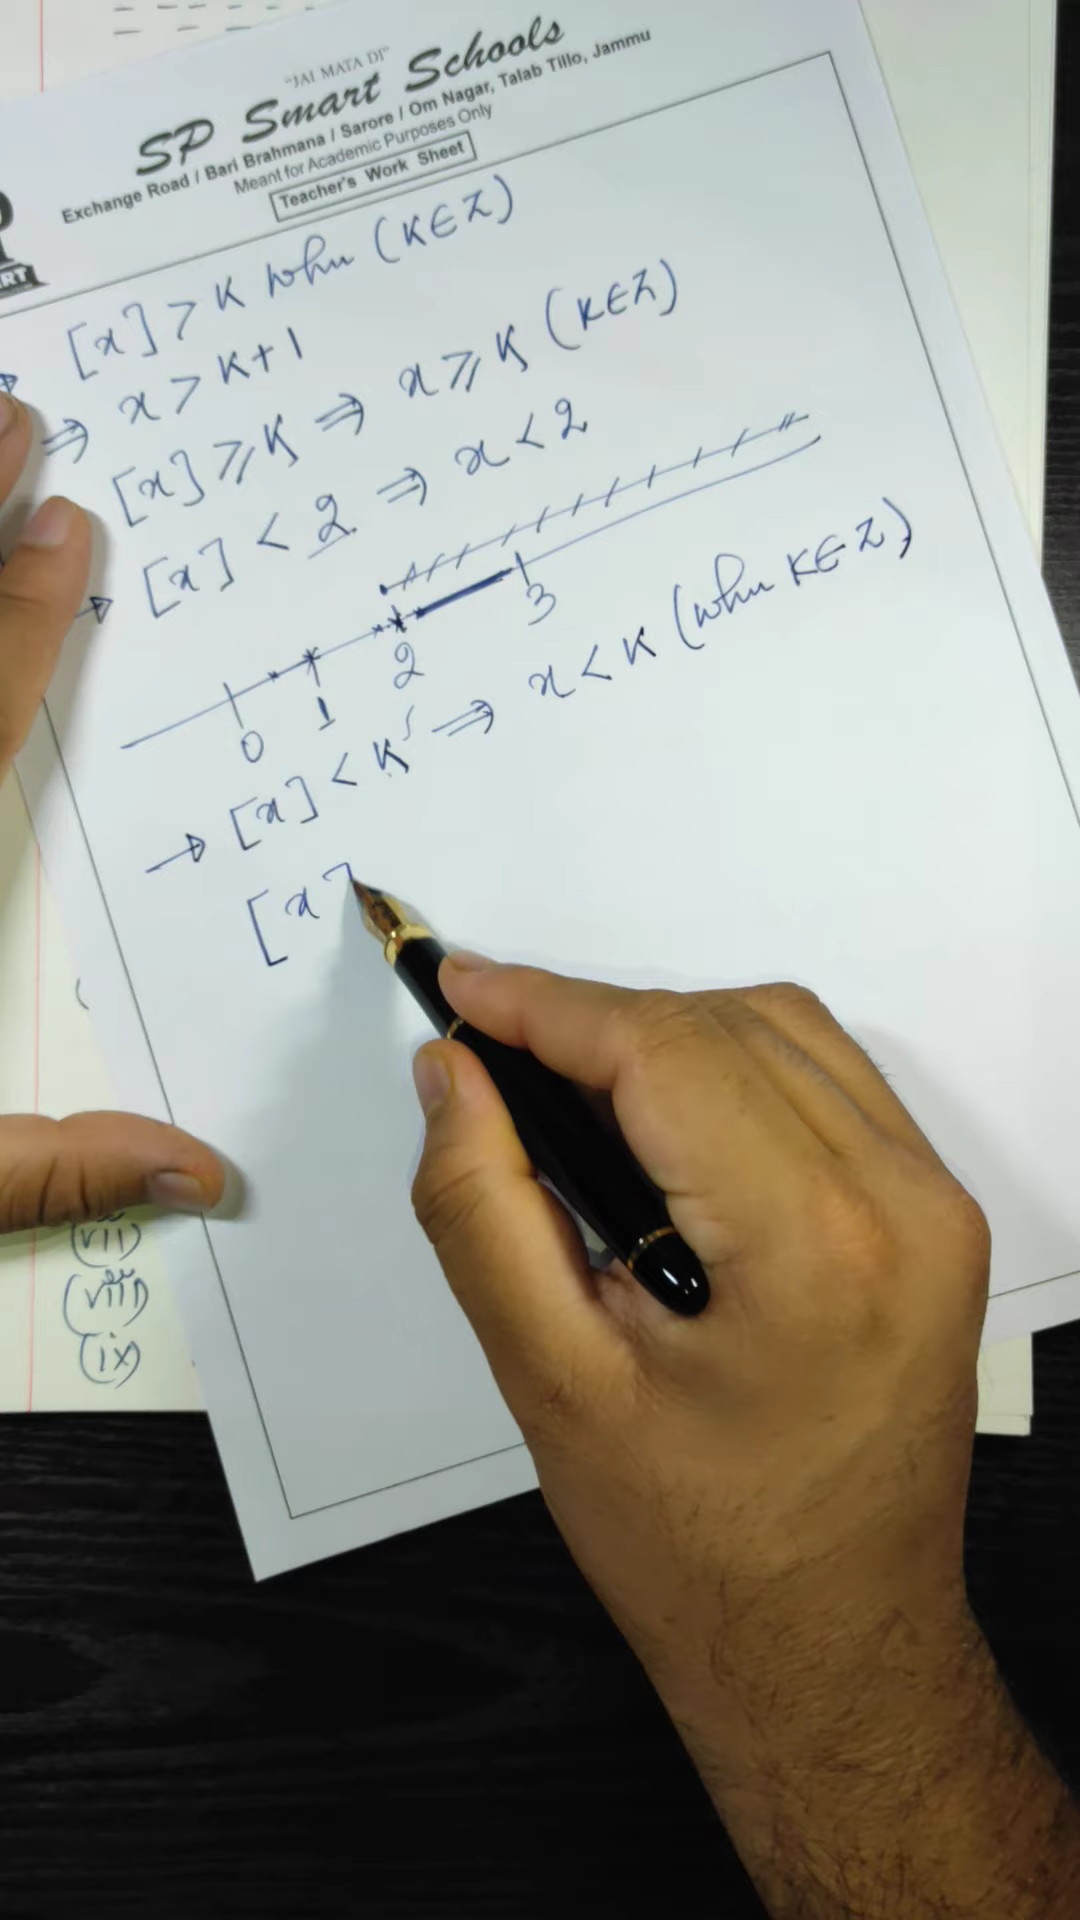 "JAI MATA DI"
SP Smart Schools
Exchange Road / Bari Brahmana / Sarore / Om Nagar, Talab Tillo, Jammu
Meant for Academic Purposes Only
Teacher's Work Sheet
[x] > K when (K∈Z)
⇒ x > K+1
[x] ⩾ K ⇒ x ⩾ K (K∈Z)
→ [x] < 2 ⇒ x < 2
0 1 2 3
→ [x] < K ⇒ x < K (when K∈Z)
[x]
(vii)
(viii)
(ix)